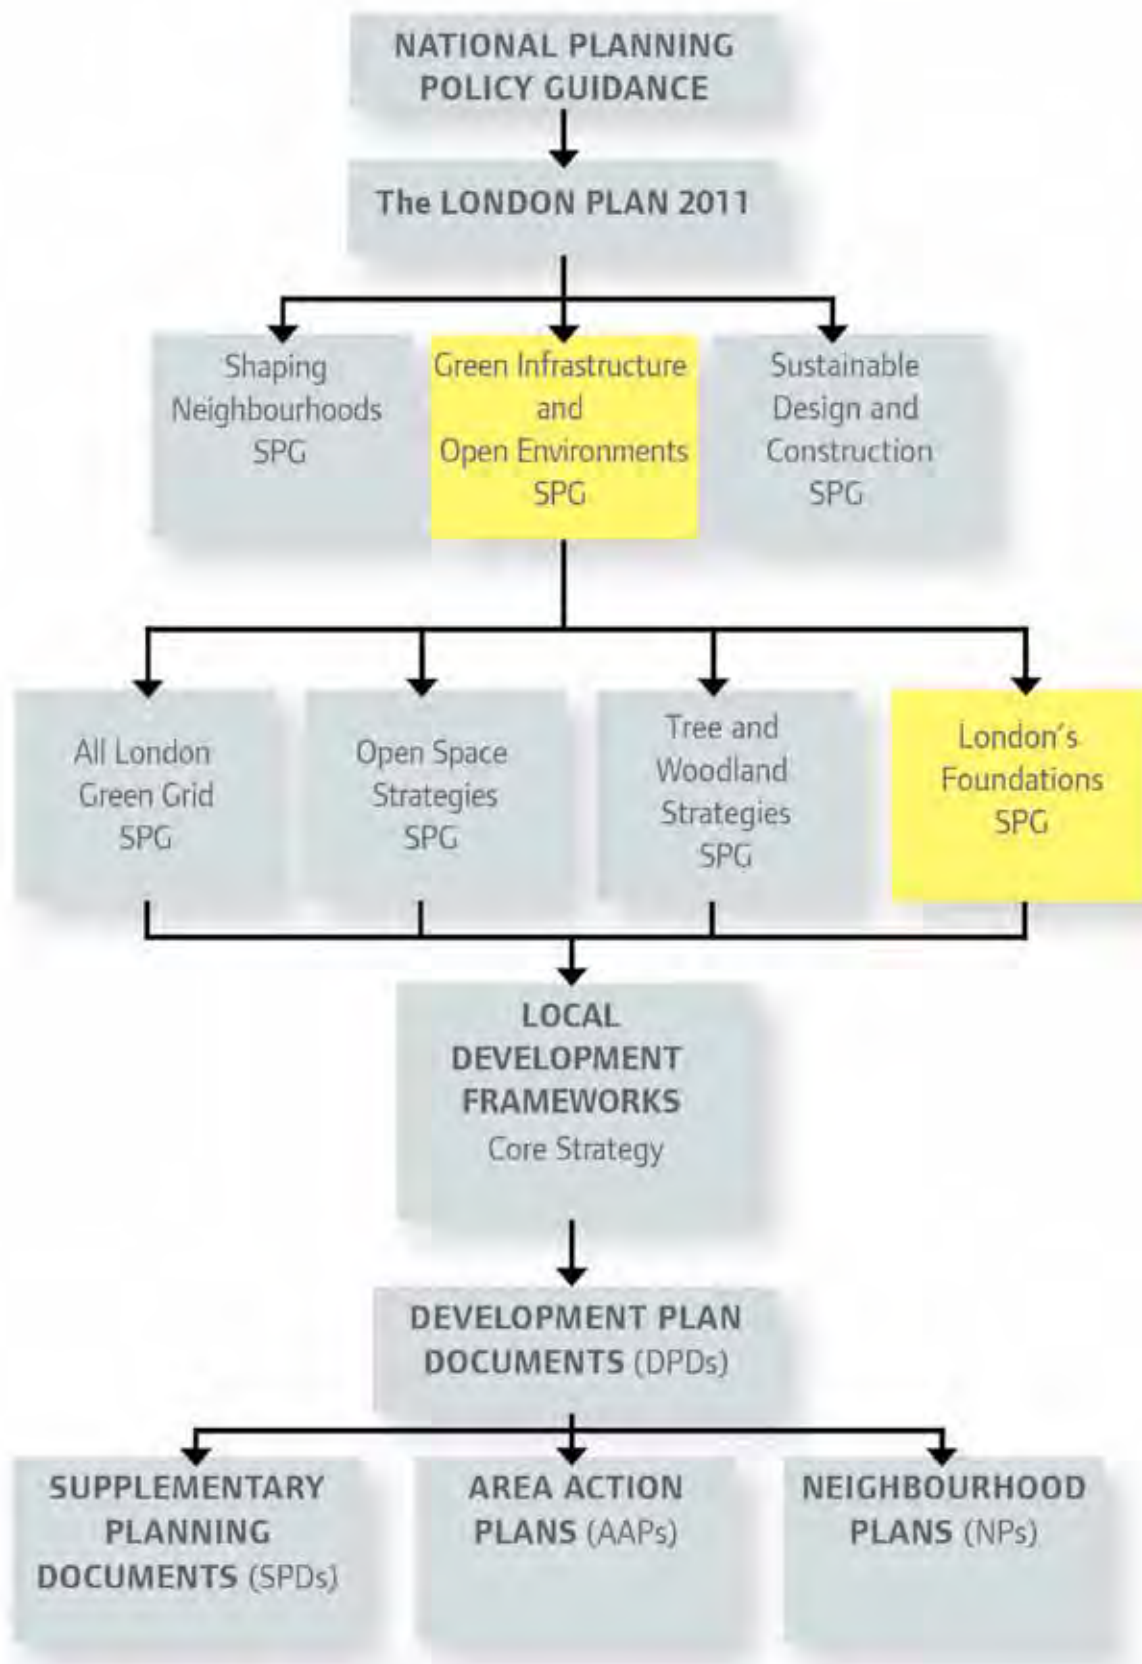 NATIONAL PLANNING
POLICY GUIDANCE
The LONDON PLAN 2011
Shaping
Neighbourhoods
SPG
Green Infrastructure
and
Open Environments
SPG
Sustainable
Design and
Construction
SPG
All London
Green Grid
SPG
Open Space
Strategies
SPG
Tree and
Woodland
Strategies
SPG
London's
Foundations
SPG
LOCAL
DEVELOPMENT
FRAMEWORKS
Core Strategy
DEVELOPMENT PLAN
DOCUMENTS (DPDs)
SUPPLEMENTARY
PLANNING
DOCUMENTS (SPDs)
AREA ACTION
PLANS (AAPs)
NEIGHBOURHOOD
PLANS (NPs)